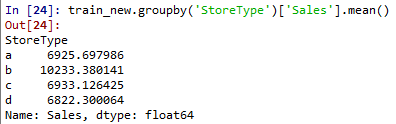 In [24]: train_new.groupby('StoreType')['Sales'].mean()
Out[24]:
StoreType
a     6925.697986
b    10233.380141
c     6933.126425
d     6822.300064
Name: Sales, dtype: float64